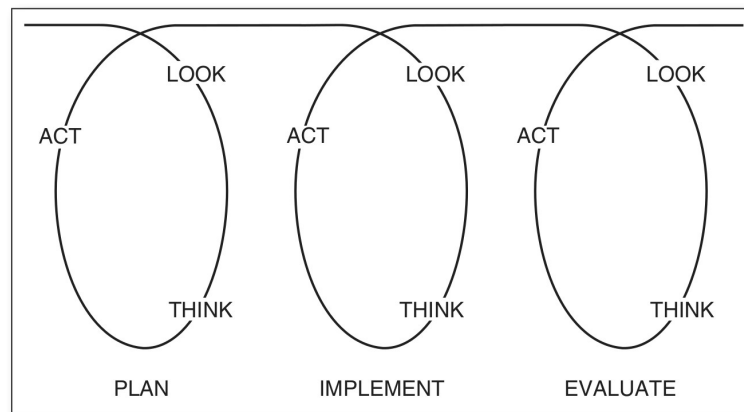 LOOK LOOK LOOK
ACT ACT ACT
THINK THINK THINK
PLAN IMPLEMENT EVALUATE